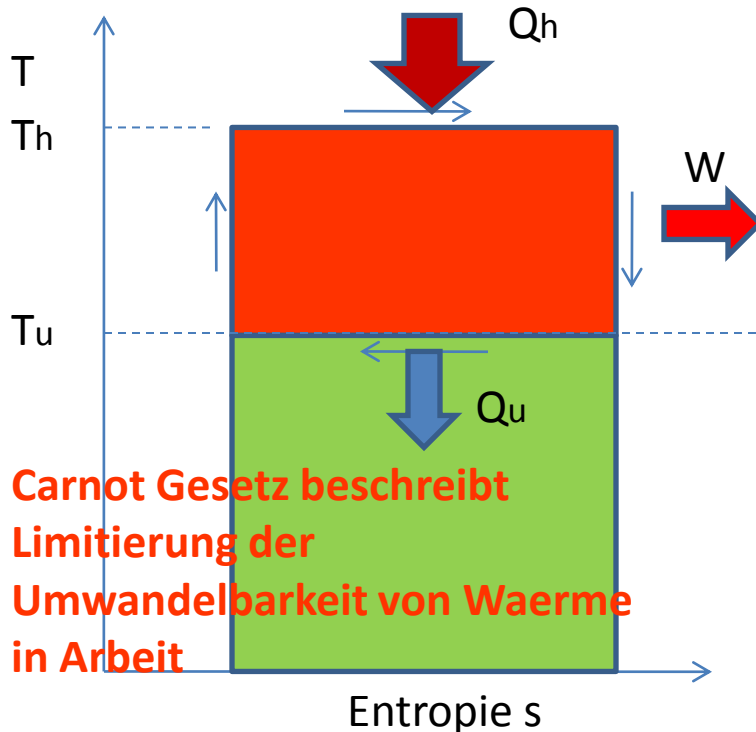 Qh
T
Th
W
Tu
Qu
Carnot Gesetz beschreibt
Limitierung der
Umwandelbarkeit von Waerme
in Arbeit
Entropie s